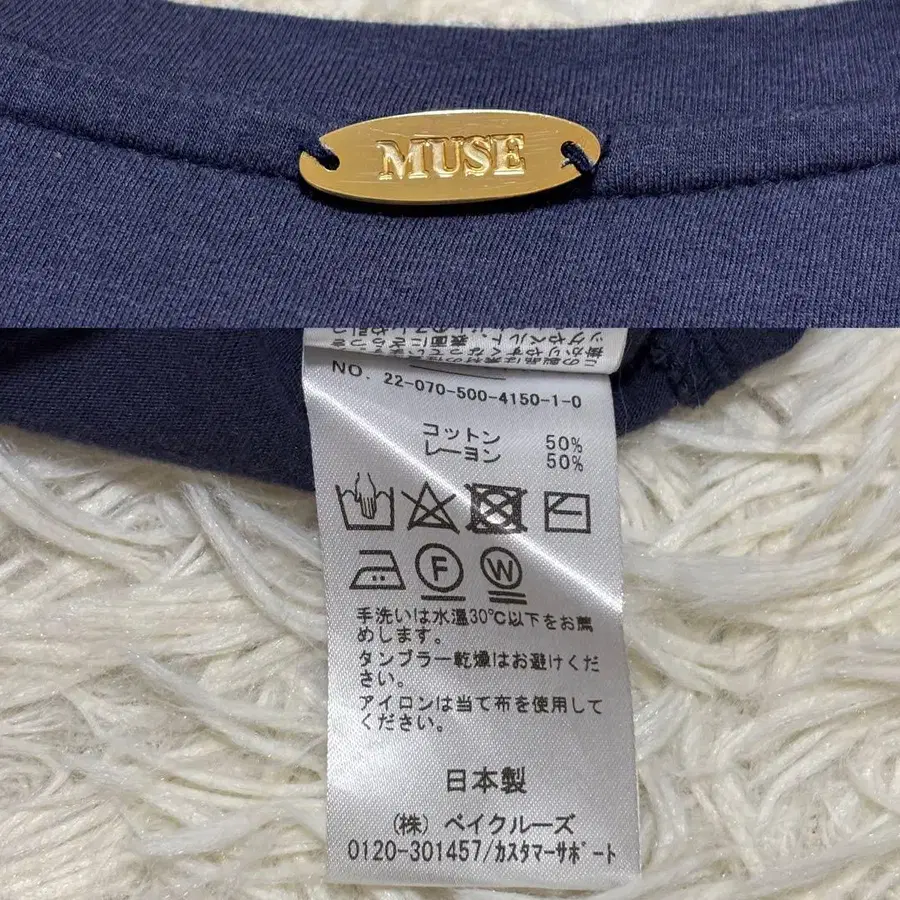 MUSE
NO. 22-070-500-4150-1-0
コットン 50%
レーヨン 50%
F W
手洗いは水温30℃以下をお薦
めします。
タンブラー乾燥はお避けくだ
さい。
アイロンは当て布を使用して
ください。
日本製
(株) ベイクルーズ
0120-301457/カスタマーサポート